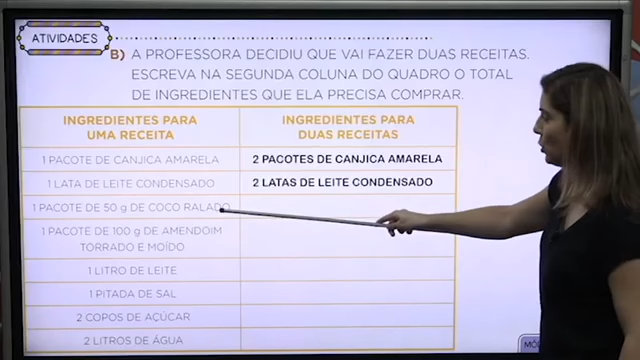 ATIVIDADES
B) A PROFESSORA DECIDIU QUE VAI FAZER DUAS RECEITAS.
ESCREVA NA SEGUNDA COLUNA DO QUADRO O TOTAL
DE INGREDIENTES QUE ELA PRECISA COMPRAR.
INGREDIENTES PARA
UMA RECEITA
INGREDIENTES PARA
DUAS RECEITAS
1 PACOTE DE CANJICA AMARELA
2 PACOTES DE CANJICA AMARELA
1 LATA DE LEITE CONDENSADO
2 LATAS DE LEITE CONDENSADO
1 PACOTE DE 50 g DE COCO RALADO
1 PACOTE DE 100 g DE AMENDOIM
TORRADO E MOÍDO
1 LITRO DE LEITE
1 PITADA DE SAL
2 COPOS DE AÇÚCAR
2 LITROS DE ÁGUA